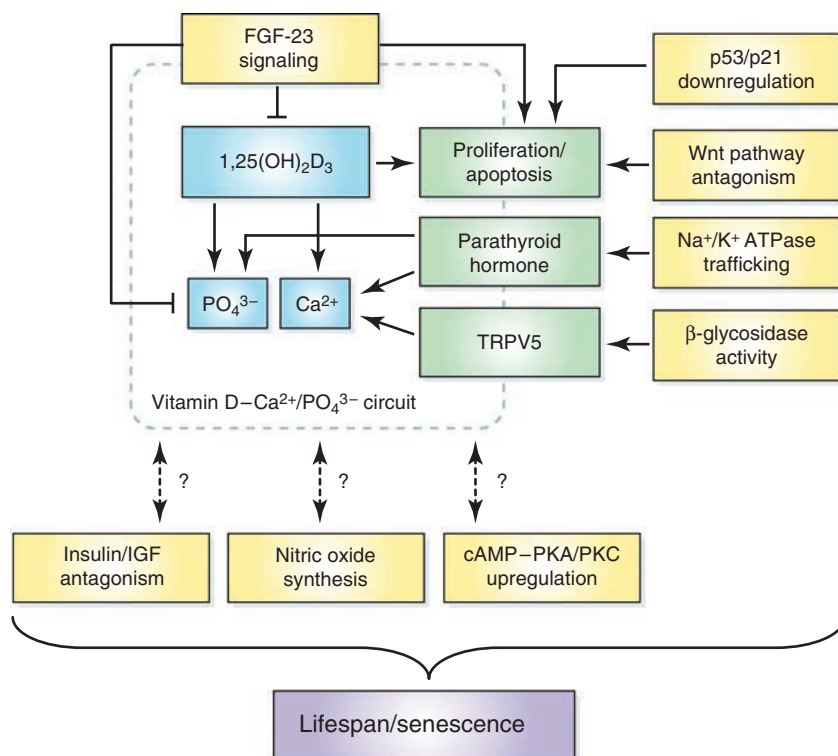 FGF-23
signaling
p53/p21
downregulation
1,25(OH)₂D₃
Proliferation/
apoptosis
Wnt pathway
antagonism
Parathyroid
hormone
Na⁺/K⁺ ATPase
trafficking
PO₄³⁻
Ca²⁺
TRPV5
β-glycosidase
activity
Vitamin D–Ca²⁺/PO₄³⁻ circuit
?
?
?
Insulin/IGF
antagonism
Nitric oxide
synthesis
cAMP–PKA/PKC
upregulation
Lifespan/senescence